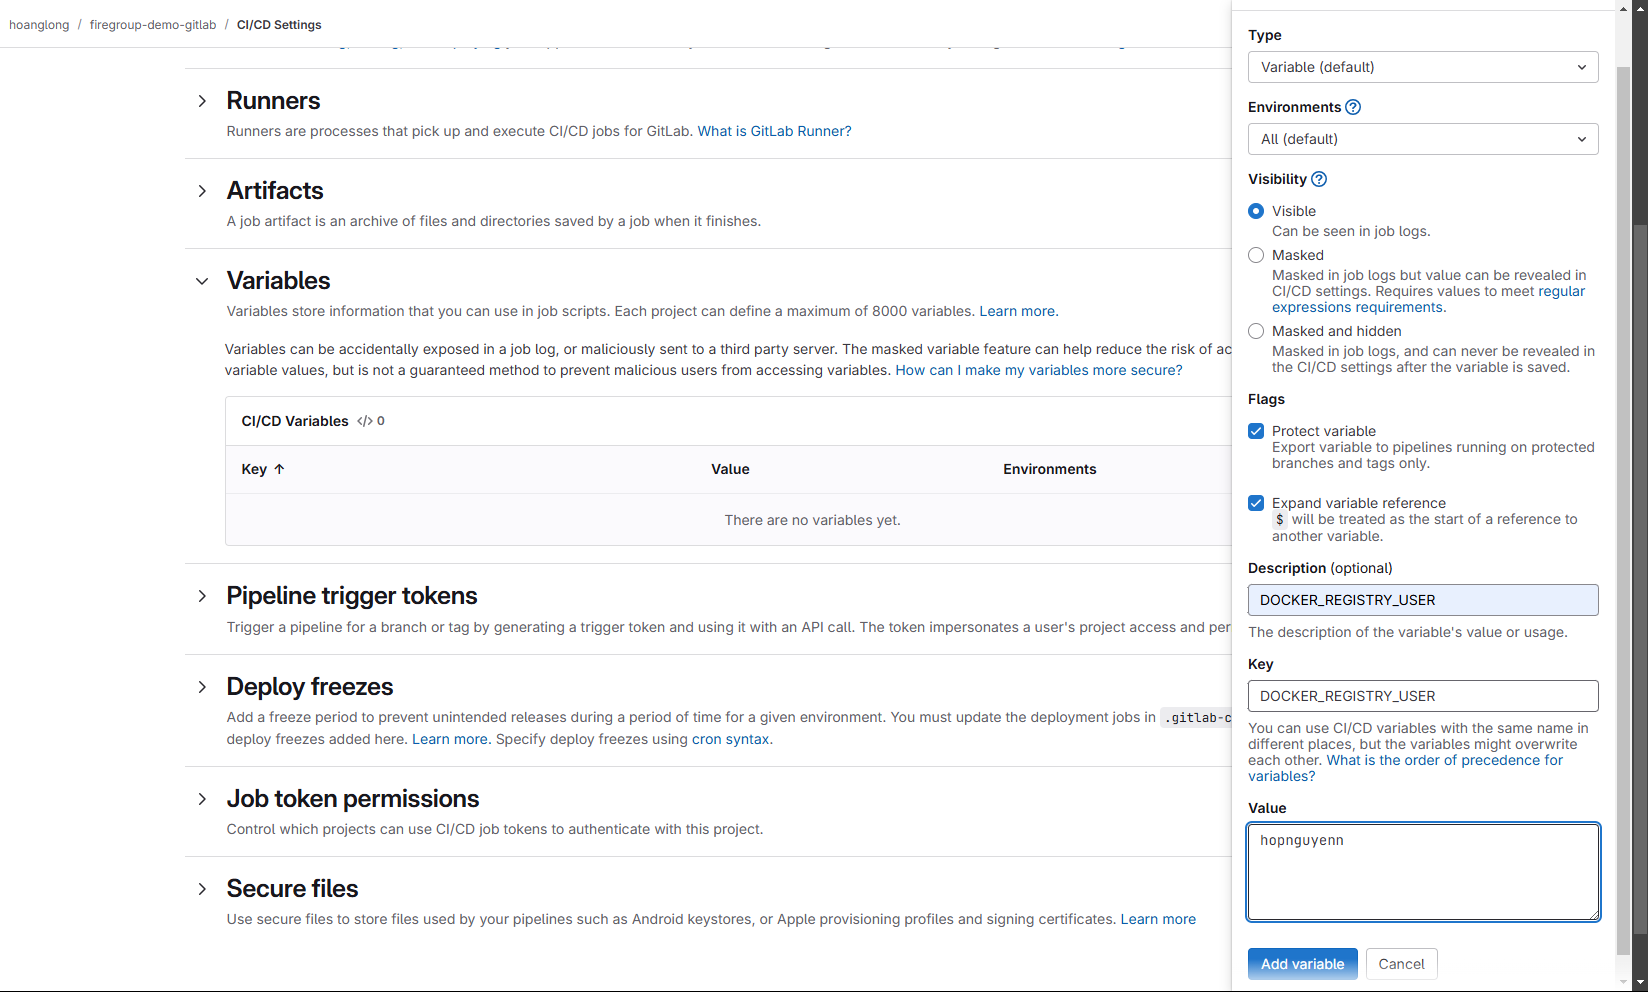 hoanglong / firegroup-demo-gitlab / CI/CD Settings
Runners
Runners are processes that pick up and execute CI/CD jobs for GitLab. What is GitLab Runner?
Artifacts
A job artifact is an archive of files and directories saved by a job when it finishes.
Variables
Variables store information that you can use in job scripts. Each project can define a maximum of 8000 variables. Learn more.
Variables can be accidentally exposed in a job log, or maliciously sent to a third party server. The masked variable feature can help reduce the risk of ac
variable values, but is not a guaranteed method to prevent malicious users from accessing variables. How can I make my variables more secure?
CI/CD Variables </> 0
Key ↑ Value Environments
There are no variables yet.
Pipeline trigger tokens
Trigger a pipeline for a branch or tag by generating a trigger token and using it with an API call. The token impersonates a user's project access and per
Deploy freezes
Add a freeze period to prevent unintended releases during a period of time for a given environment. You must update the deployment jobs in .gitlab-c
deploy freezes added here. Learn more. Specify deploy freezes using cron syntax.
Job token permissions
Control which projects can use CI/CD job tokens to authenticate with this project.
Secure files
Use secure files to store files used by your pipelines such as Android keystores, or Apple provisioning profiles and signing certificates. Learn more
Type
Variable (default)
Environments
All (default)
Visibility
Visible
Can be seen in job logs.
Masked
Masked in job logs but value can be revealed in
CI/CD settings. Requires values to meet regular
expressions requirements.
Masked and hidden
Masked in job logs, and can never be revealed in
the CI/CD settings after the variable is saved.
Flags
Protect variable
Export variable to pipelines running on protected
branches and tags only.
Expand variable reference
$ will be treated as the start of a reference to
another variable.
Description (optional)
DOCKER_REGISTRY_USER
The description of the variable's value or usage.
Key
DOCKER_REGISTRY_USER
You can use CI/CD variables with the same name in
different places, but the variables might overwrite
each other. What is the order of precedence for
variables?
Value
hopnguyenn
Add variable
Cancel